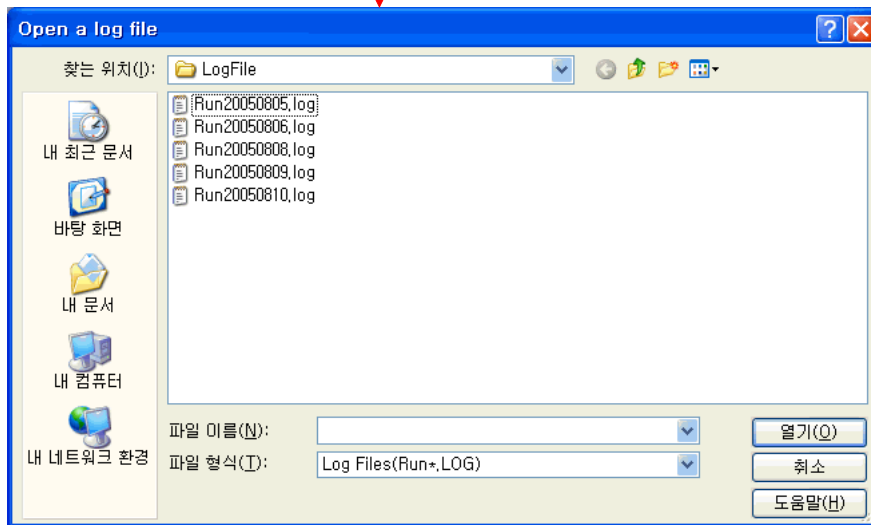 Open a log file
찾는 위치(I):
LogFile
Run20050805.log
Run20050806.log
Run20050808.log
Run20050809.log
Run20050810.log
내 최근 문서
바탕 화면
내 문서
내 컴퓨터
내 네트워크 환경
파일 이름(N):
열기(O)
파일 형식(T):
Log Files(Run*.LOG)
취소
도움말(H)